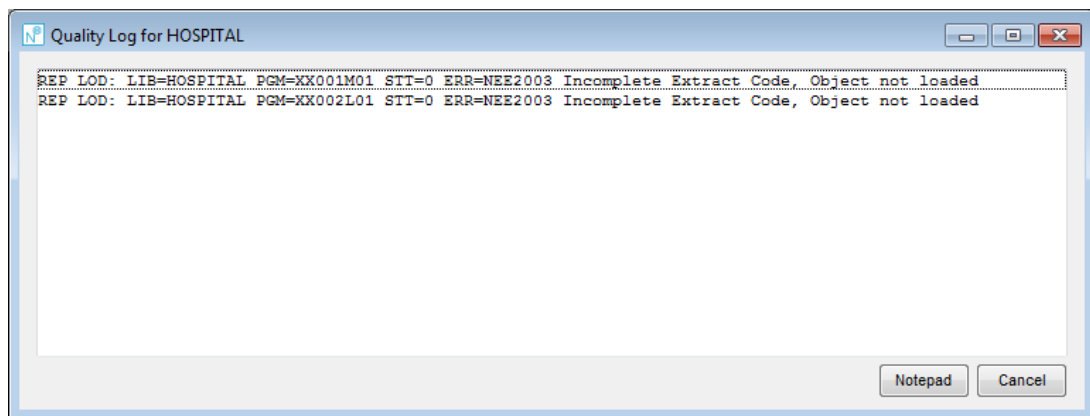 N
Quality Log for HOSPITAL
REP LOD: LIB=HOSPITAL PGM=XX001M01 STT=0 ERR=NEE2003 Incomplete Extract Code, Object not loaded
REP LOD: LIB=HOSPITAL PGM=XX002L01 STT=0 ERR=NEE2003 Incomplete Extract Code, Object not loaded
Notepad Cancel